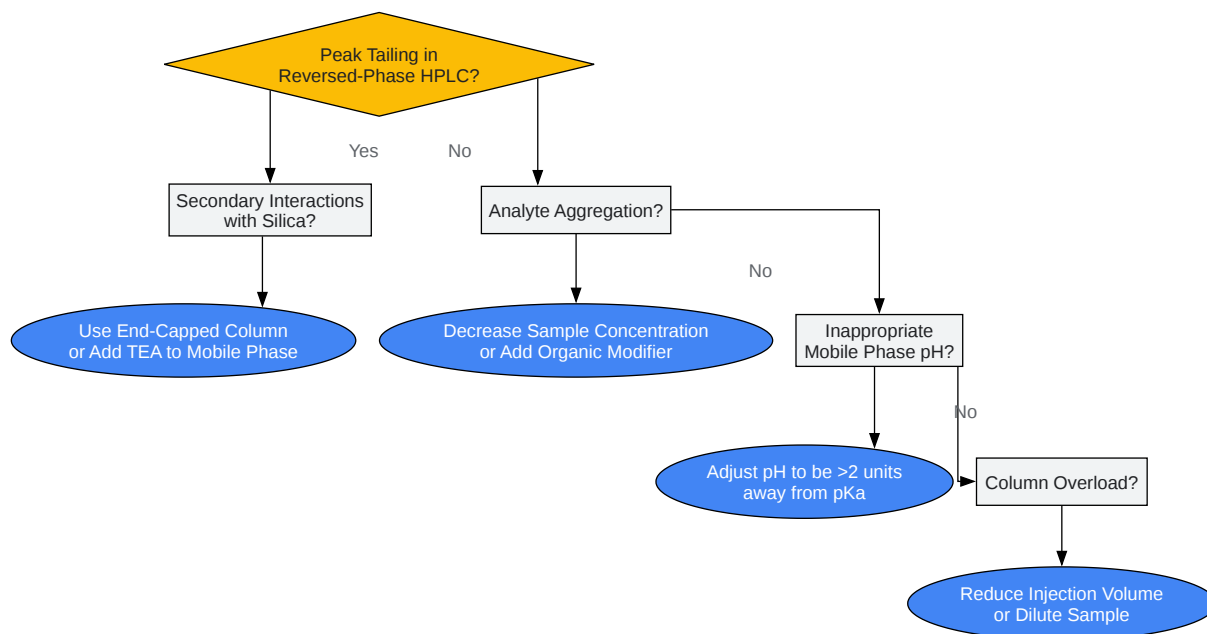 Peak Tailing in
Reversed-Phase HPLC?
Yes
No
Secondary Interactions
with Silica?
Analyte Aggregation?
No
Use End-Capped Column
or Add TEA to Mobile Phase
Decrease Sample Concentration
or Add Organic Modifier
Inappropriate
Mobile Phase pH?
No
Adjust pH to be >2 units
away from pKa
Column Overload?
Reduce Injection Volume
or Dilute Sample